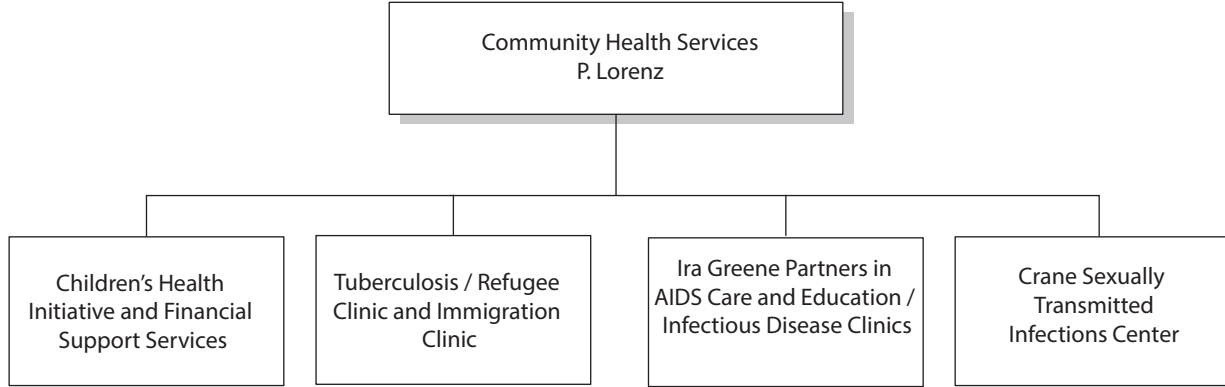 Community Health Services
P. Lorenz
Children’s Health
Initiative and Financial
Support Services
Tuberculosis / Refugee
Clinic and Immigration
Clinic
Ira Greene Partners in
AIDS Care and Education /
Infectious Disease Clinics
Crane Sexually
Transmitted
Infections Center